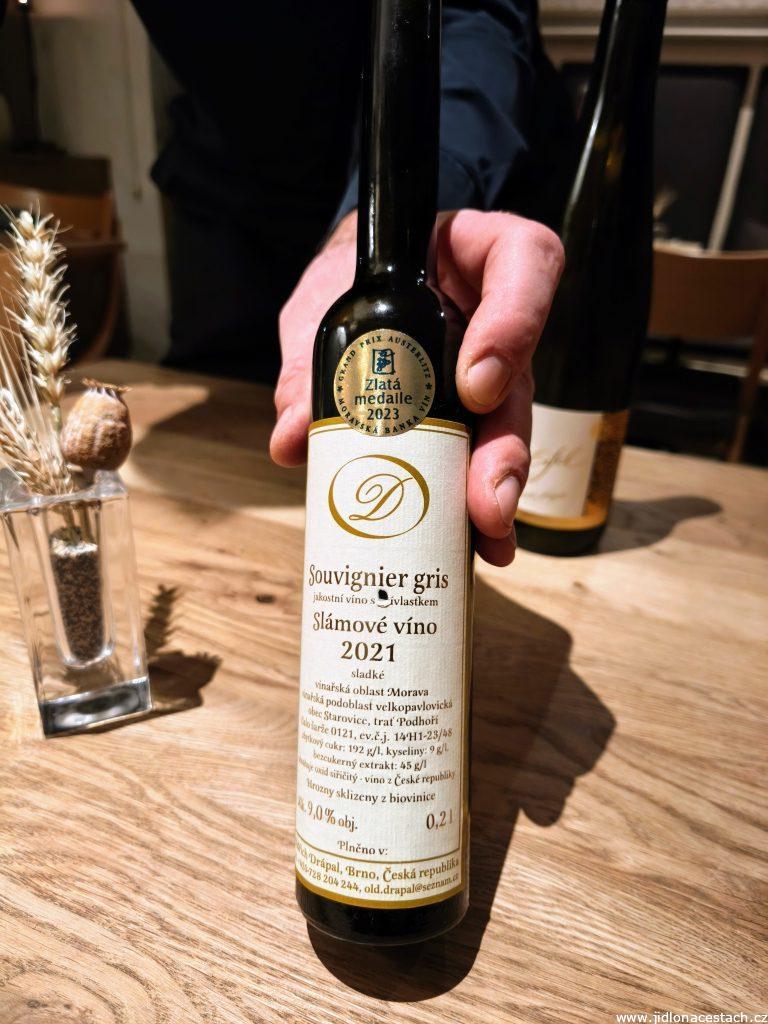 GRAND PRIX AUSTERLITZ
Zlatá
medaile
2023
MORAVSKÁ BANKA VÍN
D
Souvignier gris
jakostní víno s ívlastkem
Slámové víno
2021
sladké
vinařská oblast Morava
vinařská podoblast velkopavlovická
obec Starovice, trať Podhoří
číslo šarže 0121, ev.č.j. 14H1-23/48
zbytkový cukr: 192 g/l, kyseliny: 9 g/l,
bezcukerný extrakt: 45 g/l
oxid siřičitý - víno z České republiky
Hrozny sklizeny z biovinice
9,0% obj. 0,2 l
Plněno v:
Drápal, Brno, Česká republika
728 204 244, old.drapal@seznam.cz
www.jidlonacestach.cz